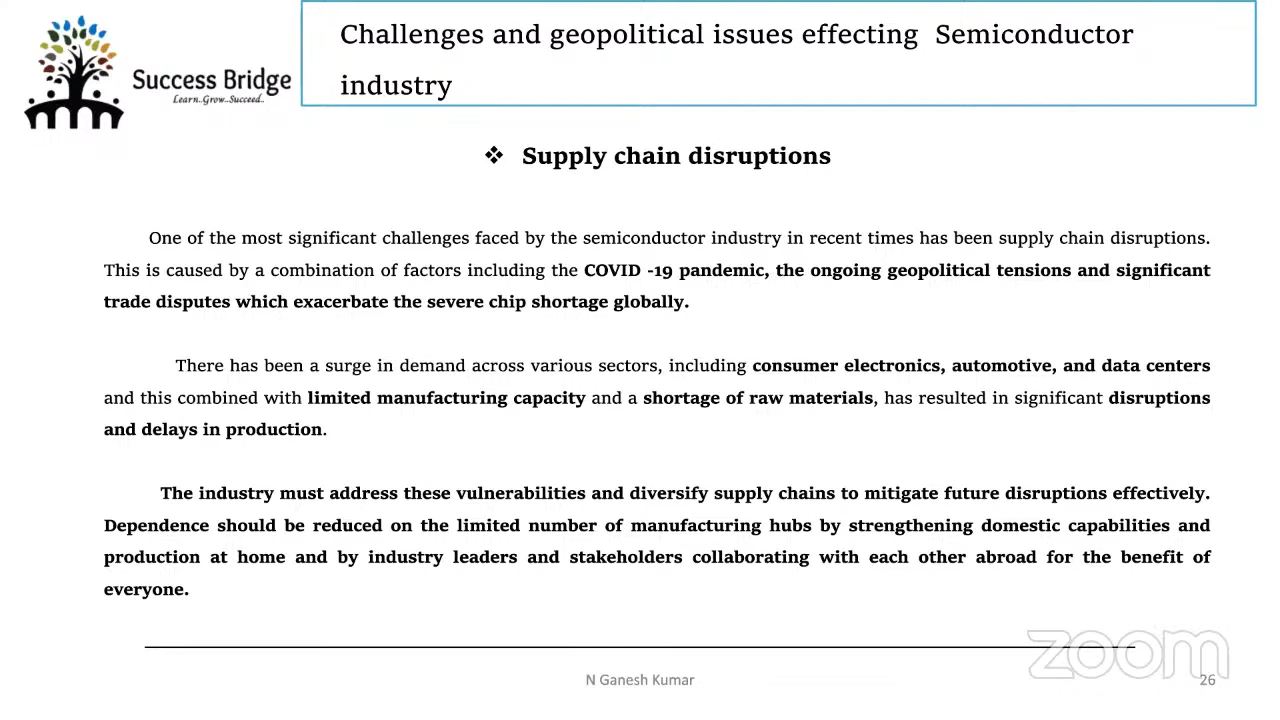 Challenges and geopolitical issues effecting Semiconductor
industry
Success Bridge
Learn..Grow...Succeed..
❖ Supply chain disruptions
One of the most significant challenges faced by the semiconductor industry in recent times has been supply chain disruptions.
This is caused by a combination of factors including the COVID -19 pandemic, the ongoing geopolitical tensions and significant
trade disputes which exacerbate the severe chip shortage globally.
There has been a surge in demand across various sectors, including consumer electronics, automotive, and data centers
and this combined with limited manufacturing capacity and a shortage of raw materials, has resulted in significant disruptions
and delays in production.
The industry must address these vulnerabilities and diversify supply chains to mitigate future disruptions effectively.
Dependence should be reduced on the limited number of manufacturing hubs by strengthening domestic capabilities and
production at home and by industry leaders and stakeholders collaborating with each other abroad for the benefit of
everyone.
zoom
N Ganesh Kumar
26